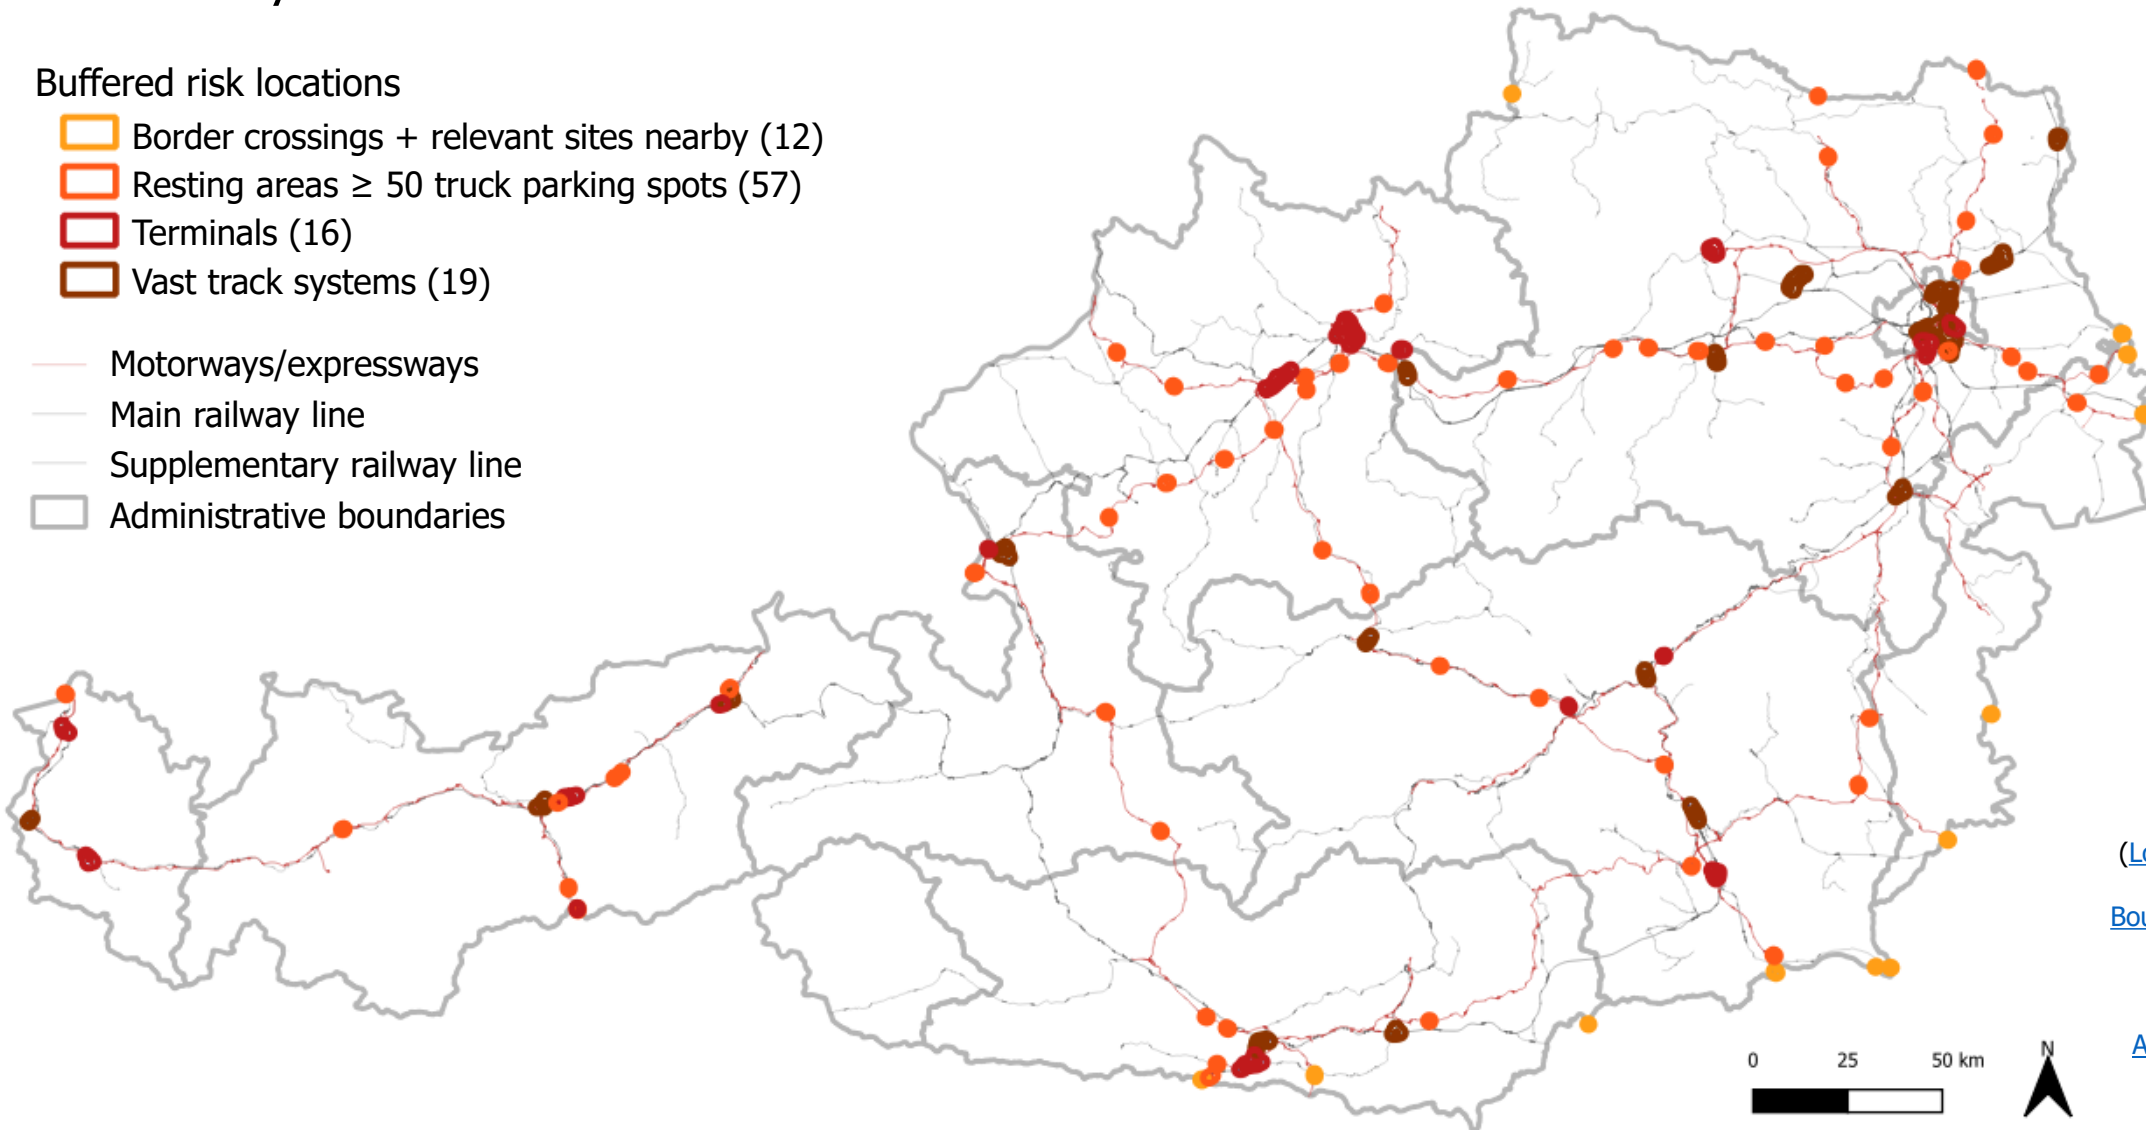 Buffered risk locations
Border crossings + relevant sites nearby (12)
Resting areas ≥ 50 truck parking spots (57)
Terminals (16)
Vast track systems (19)
Motorways/expressways
Main railway line
Supplementary railway line
Administrative boundaries
0 25 50 km
N